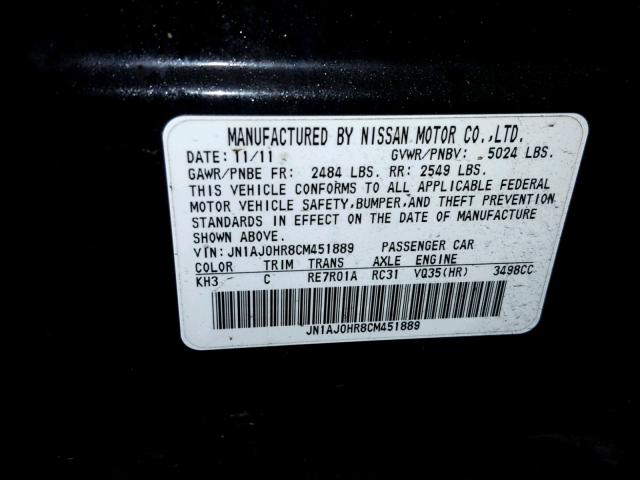 MANUFACTURED BY NISSAN MOTOR CO.,LTD.
DATE: 11/11 GVWR/PNBV: 5024 LBS.
GAWR/PNBE FR: 2484 LBS. RR: 2549 LBS.
THIS VEHICLE CONFORMS TO ALL APPLICABLE FEDERAL
MOTOR VEHICLE SAFETY,BUMPER,AND THEFT PREVENTION
STANDARDS IN EFFECT ON THE DATE OF MANUFACTURE
SHOWN ABOVE.
VIN: JN1AJ0HR8CM451889 PASSENGER CAR
COLOR TRIM TRANS AXLE ENGINE
KH3 C RE7R01A RC31 VQ35(HR) 3498CC
JN1AJ0HR8CM451889